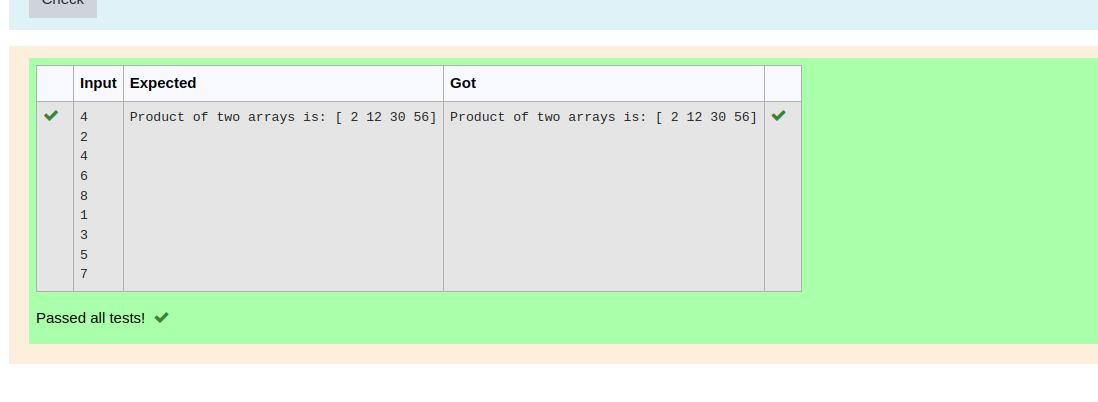 Check
Input Expected Got
4 Product of two arrays is: [ 2 12 30 56] Product of two arrays is: [ 2 12 30 56]
2
4
6
8
1
3
5
7
Passed all tests!